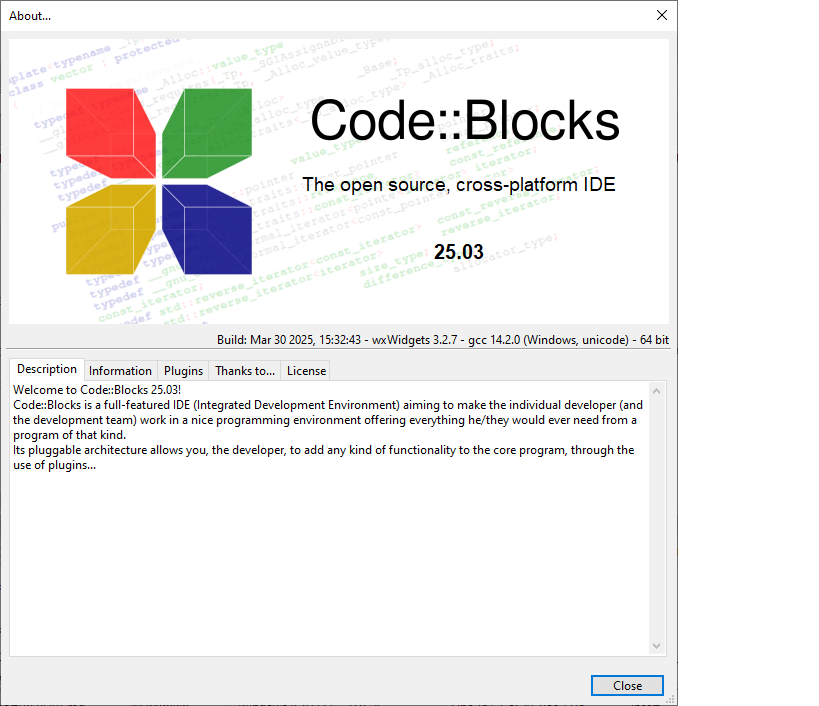 About...
Code::Blocks
The open source, cross-platform IDE
25.03
Build: Mar 30 2025, 15:32:43 - wxWidgets 3.2.7 - gcc 14.2.0 (Windows, unicode) - 64 bit
Description Information Plugins Thanks to... License
Welcome to Code::Blocks 25.03!
Code::Blocks is a full-featured IDE (Integrated Development Environment) aiming to make the individual developer (and
the development team) work in a nice programming environment offering everything he/they would ever need from a
program of that kind.
Its pluggable architecture allows you, the developer, to add any kind of functionality to the core program, through the
use of plugins...
Close